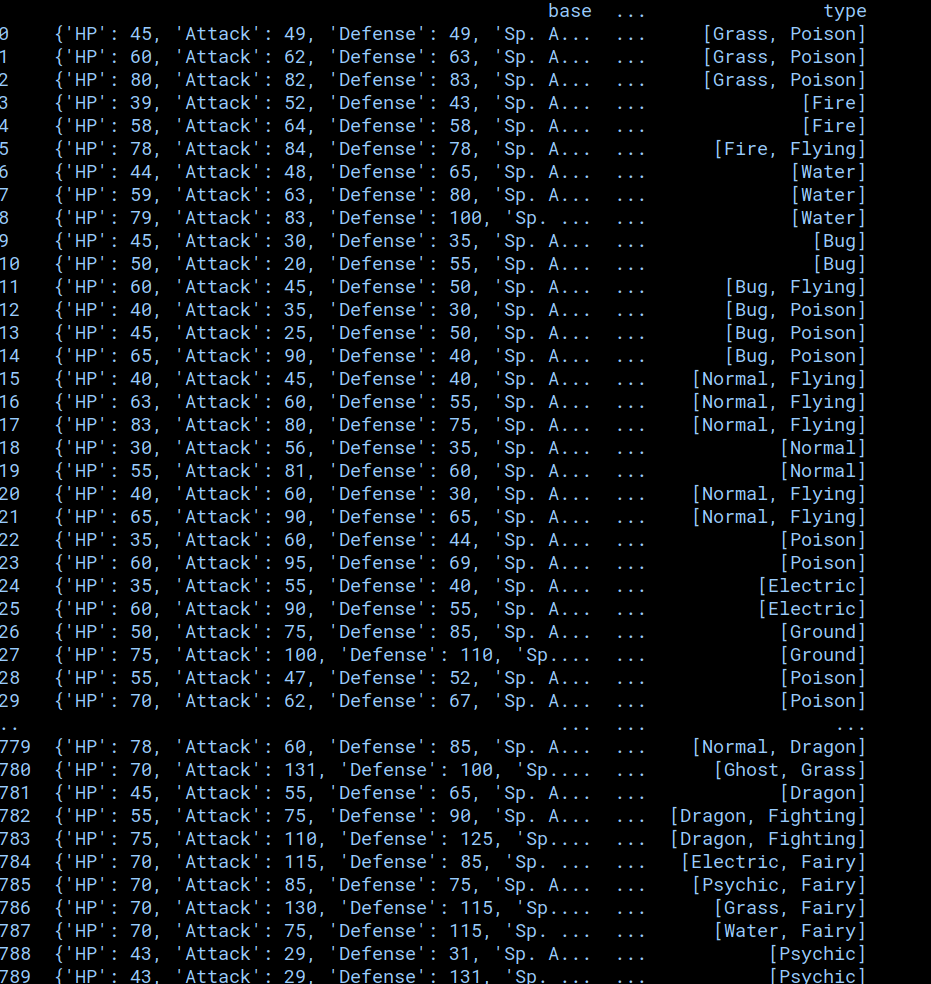 base ... type
0 {'HP': 45, 'Attack': 49, 'Defense': 49, 'Sp. A... ... [Grass, Poison]
1 {'HP': 60, 'Attack': 62, 'Defense': 63, 'Sp. A... ... [Grass, Poison]
2 {'HP': 80, 'Attack': 82, 'Defense': 83, 'Sp. A... ... [Grass, Poison]
3 {'HP': 39, 'Attack': 52, 'Defense': 43, 'Sp. A... ... [Fire]
4 {'HP': 58, 'Attack': 64, 'Defense': 58, 'Sp. A... ... [Fire]
5 {'HP': 78, 'Attack': 84, 'Defense': 78, 'Sp. A... ... [Fire, Flying]
6 {'HP': 44, 'Attack': 48, 'Defense': 65, 'Sp. A... ... [Water]
7 {'HP': 59, 'Attack': 63, 'Defense': 80, 'Sp. A... ... [Water]
8 {'HP': 79, 'Attack': 83, 'Defense': 100, 'Sp. ... ... [Water]
9 {'HP': 45, 'Attack': 30, 'Defense': 35, 'Sp. A... ... [Bug]
10 {'HP': 50, 'Attack': 20, 'Defense': 55, 'Sp. A... ... [Bug]
11 {'HP': 60, 'Attack': 45, 'Defense': 50, 'Sp. A... ... [Bug, Flying]
12 {'HP': 40, 'Attack': 35, 'Defense': 30, 'Sp. A... ... [Bug, Poison]
13 {'HP': 45, 'Attack': 25, 'Defense': 50, 'Sp. A... ... [Bug, Poison]
14 {'HP': 65, 'Attack': 90, 'Defense': 40, 'Sp. A... ... [Bug, Poison]
15 {'HP': 40, 'Attack': 45, 'Defense': 40, 'Sp. A... ... [Normal, Flying]
16 {'HP': 63, 'Attack': 60, 'Defense': 55, 'Sp. A... ... [Normal, Flying]
17 {'HP': 83, 'Attack': 80, 'Defense': 75, 'Sp. A... ... [Normal, Flying]
18 {'HP': 30, 'Attack': 56, 'Defense': 35, 'Sp. A... ... [Normal]
19 {'HP': 55, 'Attack': 81, 'Defense': 60, 'Sp. A... ... [Normal]
20 {'HP': 40, 'Attack': 60, 'Defense': 30, 'Sp. A... ... [Normal, Flying]
21 {'HP': 65, 'Attack': 90, 'Defense': 65, 'Sp. A... ... [Normal, Flying]
22 {'HP': 35, 'Attack': 60, 'Defense': 44, 'Sp. A... ... [Poison]
23 {'HP': 60, 'Attack': 95, 'Defense': 69, 'Sp. A... ... [Poison]
24 {'HP': 35, 'Attack': 55, 'Defense': 40, 'Sp. A... ... [Electric]
25 {'HP': 60, 'Attack': 90, 'Defense': 55, 'Sp. A... ... [Electric]
26 {'HP': 50, 'Attack': 75, 'Defense': 85, 'Sp. A... ... [Ground]
27 {'HP': 75, 'Attack': 100, 'Defense': 110, 'Sp.... ... [Ground]
28 {'HP': 55, 'Attack': 47, 'Defense': 52, 'Sp. A... ... [Poison]
29 {'HP': 70, 'Attack': 62, 'Defense': 67, 'Sp. A... ... [Poison]
.. ... ... ...
779 {'HP': 78, 'Attack': 60, 'Defense': 85, 'Sp. A... ... [Normal, Dragon]
780 {'HP': 70, 'Attack': 131, 'Defense': 100, 'Sp.... ... [Ghost, Grass]
781 {'HP': 45, 'Attack': 55, 'Defense': 65, 'Sp. A... ... [Dragon]
782 {'HP': 55, 'Attack': 75, 'Defense': 90, 'Sp. A... ... [Dragon, Fighting]
783 {'HP': 75, 'Attack': 110, 'Defense': 125, 'Sp.... ... [Dragon, Fighting]
784 {'HP': 70, 'Attack': 115, 'Defense': 85, 'Sp. ... ... [Electric, Fairy]
785 {'HP': 70, 'Attack': 85, 'Defense': 75, 'Sp. A... ... [Psychic, Fairy]
786 {'HP': 70, 'Attack': 130, 'Defense': 115, 'Sp.... ... [Grass, Fairy]
787 {'HP': 70, 'Attack': 75, 'Defense': 115, 'Sp. ... ... [Water, Fairy]
788 {'HP': 43, 'Attack': 29, 'Defense': 31, 'Sp. A... ... [Psychic]
789 {'HP': 43, 'Attack': 29, 'Defense': 131, 'Sp. ... ... [Psychic]